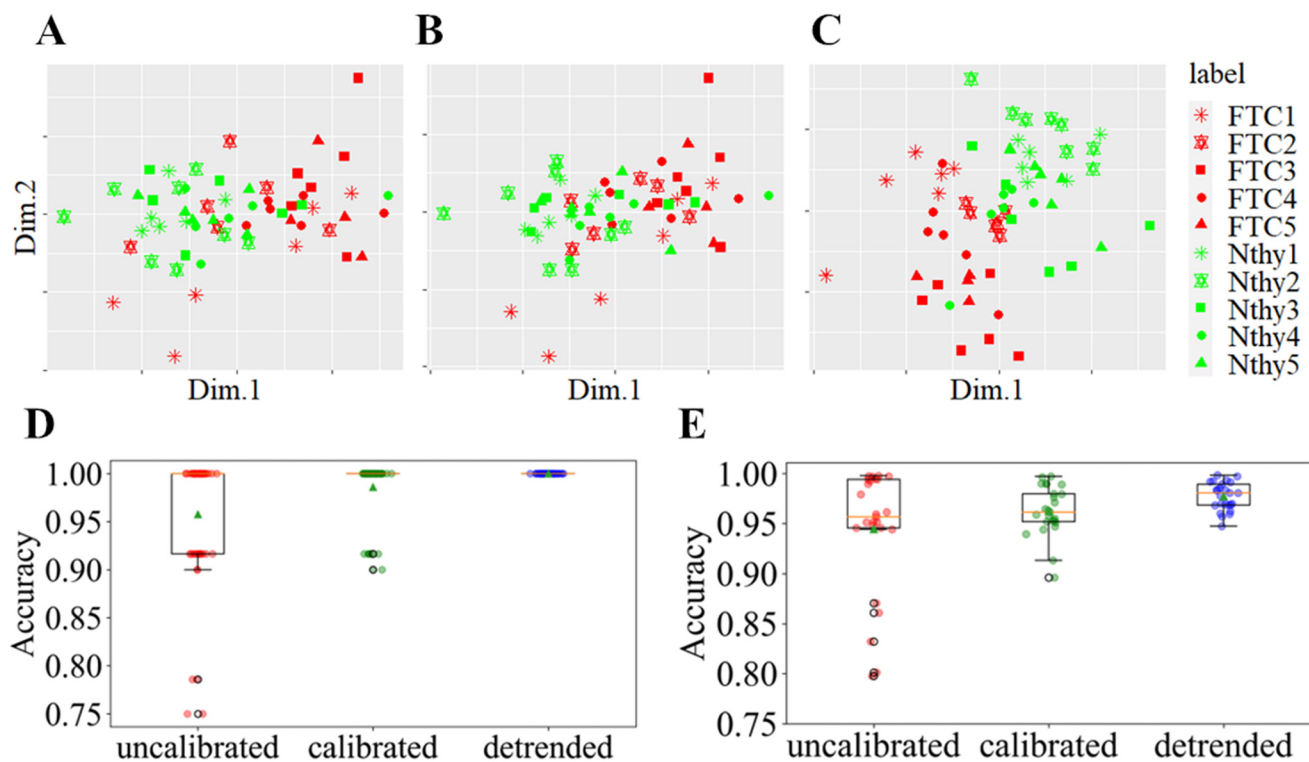 A
B
C
Dim.2
Dim.1
Dim.1
Dim.1
label
FTC1
FTC2
FTC3
FTC4
FTC5
Nthy1
Nthy2
Nthy3
Nthy4
Nthy5
D
Accuracy
1.00
0.95
0.90
0.85
0.80
0.75
uncalibrated calibrated detrended
E
Accuracy
1.00
0.95
0.90
0.85
0.80
0.75
uncalibrated calibrated detrended